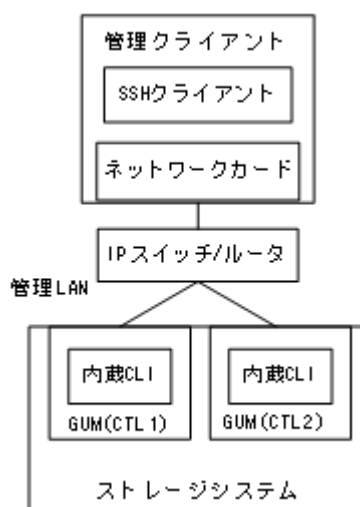 管理クライアント
SSHクライアント
ネットワークカード
IPスイッチ/ルータ
管理LAN
内蔵CLI
内蔵CLI
GUM(CTL1)
GUM(CTL2)
ストレージシステム